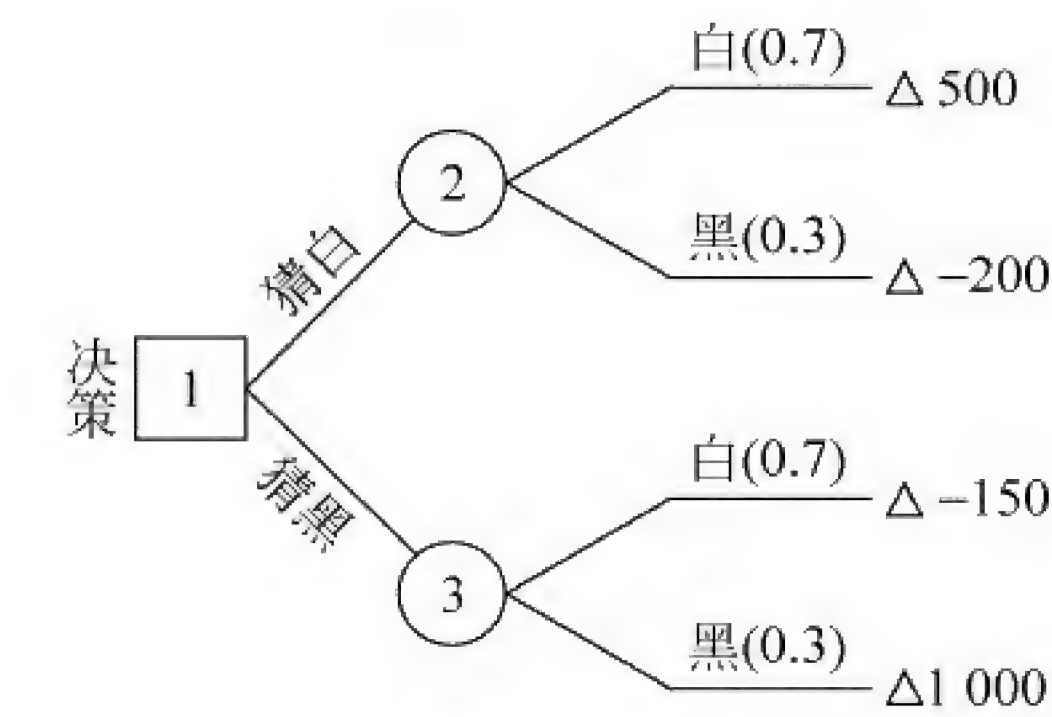 白(0.7)
△ 500
2
黑(0.3)
△ −200
猜白
决策
1
猜黑
白(0.7)
△ −150
3
黑(0.3)
△1 000